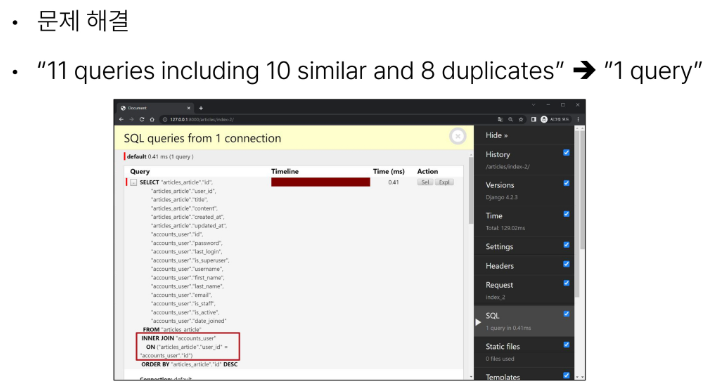 • 문제 해결
• “11 queries including 10 similar and 8 duplicates” ➔ “1 query”
Document
127.0.0.1:8000/articles/index-2/
SQL queries from 1 connection
default 0.41 ms (1 query )
Query Timeline Time (ms) Action
SELECT "articles_article"."id", 0.41 Sel Expl
"articles_article"."user_id",
"articles_article"."title",
"articles_article"."content",
"articles_article"."created_at",
"articles_article"."updated_at",
"accounts_user"."id",
"accounts_user"."password",
"accounts_user"."last_login",
"accounts_user"."is_superuser",
"accounts_user"."username",
"accounts_user"."first_name",
"accounts_user"."last_name",
"accounts_user"."email",
"accounts_user"."is_staff",
"accounts_user"."is_active",
"accounts_user"."date_joined"
FROM "articles_article"
INNER JOIN "accounts_user"
ON ("articles_article"."user_id" =
"accounts_user"."id")
ORDER BY "articles_article"."id" DESC
Connection: default
Hide »
History
/articles/index-2/
Versions
Django 4.2.3
Time
Total: 129.02ms
Settings
Headers
Request
index_2
SQL
1 query in 0.41ms
Static files
0 files used
Templates